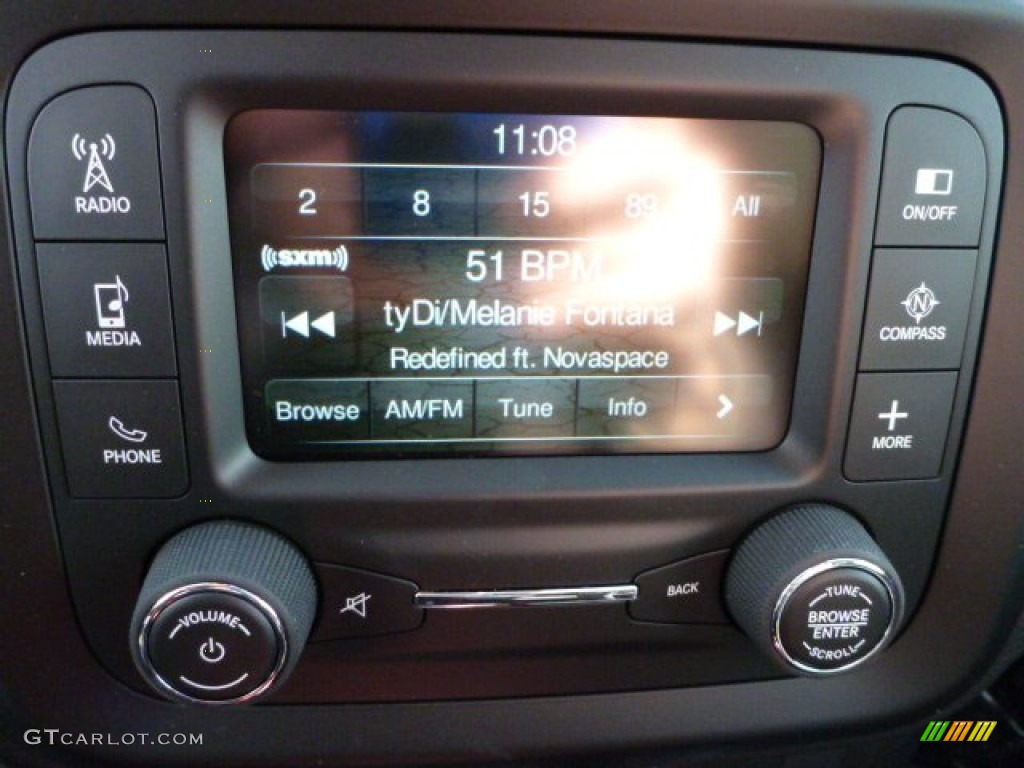 11:08
2 8 15 89 All
sxm
51 BPM
tyDi/Melanie Fontana
Redefined ft. Novaspace
Browse AM/FM Tune Info
RADIO
MEDIA
PHONE
ON/OFF
N
COMPASS
MORE
VOLUME
BACK
TUNE
BROWSE
ENTER
SCROLL
GTCARLOT.COM